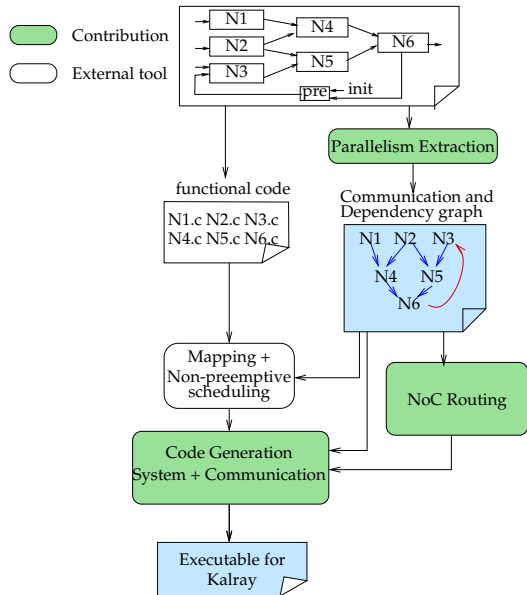 Contribution
External tool
N1
N2
N3
N4
N5
N6
pre
init
Parallelism Extraction
functional code
N1.c N2.c N3.c
N4.c N5.c N6.c
Communication and
Dependency graph
N1 N2 N3
N4 N5
N6
Mapping +
Non-preemptive
scheduling
NoC Routing
Code Generation
System + Communication
Executable for
Kalray